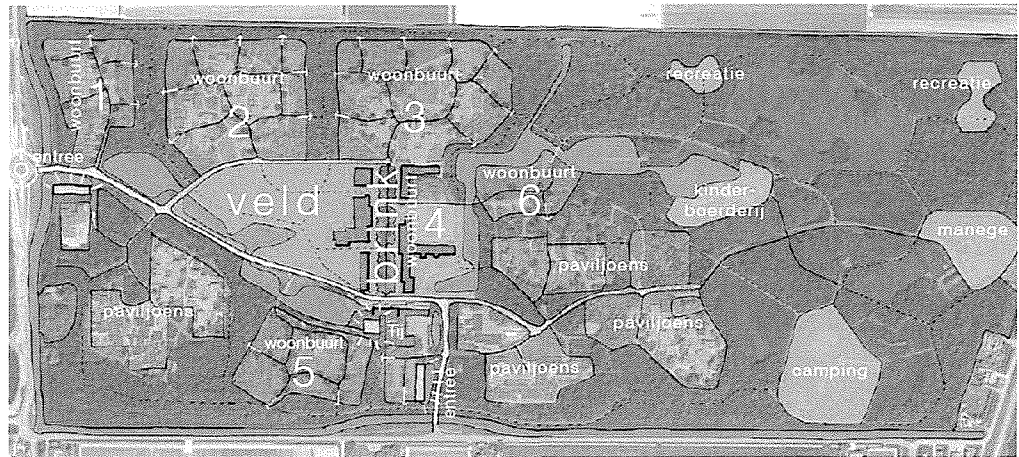 woonbuurt
1
woonbuurt
2
woonbuurt
3
recreatie
recreatie
entree
veld
brink
woonbuurt
4
woonbuurt
6
kinder-
boerderij
manege
paviljoens
paviljoens
paviljoens
woonbuurt
5
paviljoens
entree
camping